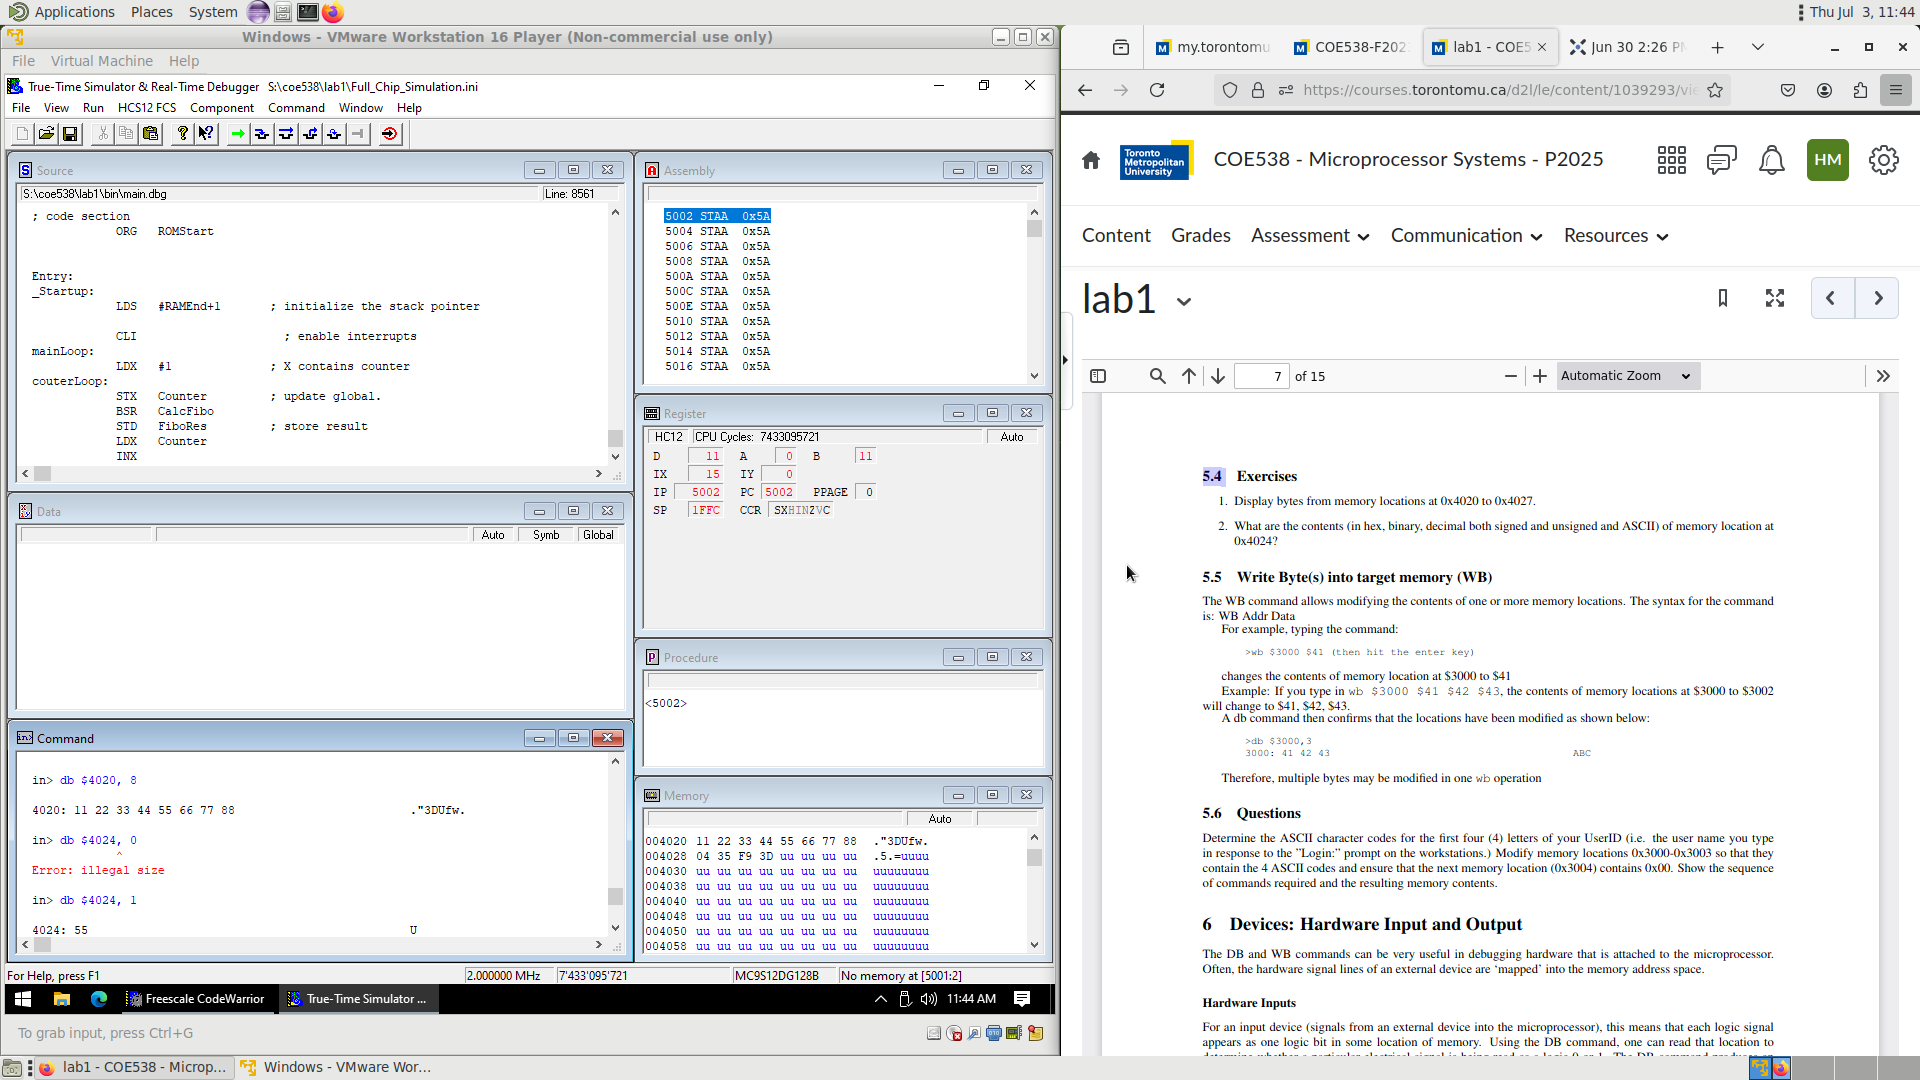 Applications Places System
Thu Jul 3, 11:44
Windows - VMware Workstation 16 Player (Non-commercial use only)
File Virtual Machine Help
True-Time Simulator & Real-Time Debugger S:\coe538\lab1\Full_Chip_Simulation.ini
File View Run HCS12 FCS Component Command Window Help
Source
S:\coe538\lab1\bin\main.dbg Line: 8561
; code section
ORG ROMStart
Entry:
_Startup:
LDS #RAMEnd+1 ; initialize the stack pointer
CLI ; enable interrupts
mainLoop:
LDX #1 ; X contains counter
couterLoop:
STX Counter ; update global.
BSR CalcFibo
STD FiboRes ; store result
LDX Counter
INX
Data
Auto Symb Global
Command
in> db $4020, 8
4020: 11 22 33 44 55 66 77 88 ."3DUfw.
in> db $4024, 0
^
Error: illegal size
in> db $4024, 1
4024: 55 U
Assembly
5002 STAA 0x5A
5004 STAA 0x5A
5006 STAA 0x5A
5008 STAA 0x5A
500A STAA 0x5A
500C STAA 0x5A
500E STAA 0x5A
5010 STAA 0x5A
5012 STAA 0x5A
5014 STAA 0x5A
5016 STAA 0x5A
Register
HC12 CPU Cycles: 7433095721 Auto
D 11 A 0 B 11
IX 15 IY 0
IP 5002 PC 5002 PPAGE 0
SP 1FFC CCR SXHINZVC
Procedure
<5002>
Memory
Auto
004020 11 22 33 44 55 66 77 88 ."3DUfw.
004028 04 35 F9 3D uu uu uu uu .5.=uuuu
004030 uu uu uu uu uu uu uu uu uuuuuuuu
004038 uu uu uu uu uu uu uu uu uuuuuuuu
004040 uu uu uu uu uu uu uu uu uuuuuuuu
004048 uu uu uu uu uu uu uu uu uuuuuuuu
004050 uu uu uu uu uu uu uu uu uuuuuuuu
004058 uu uu uu uu uu uu uu uu uuuuuuuu
For Help, press F1 2.000000 MHz 7'433'095'721 MC9S12DG128B No memory at [5001:2]
Freescale CodeWarrior True-Time Simulator ... 11:44 AM
To grab input, press Ctrl+G
lab1 - COE538 - Microp... Windows - VMware Wor...
my.torontomu COE538-F202 lab1 - COE5 Jun 30 2:26 P
https://courses.torontomu.ca/d2l/le/content/1039293/vi
Toronto Metropolitan University
COE538 - Microprocessor Systems - P2025
HM
Content Grades Assessment Communication Resources
lab1
7 of 15 Automatic Zoom
5.4 Exercises
1. Display bytes from memory locations at 0x4020 to 0x4027.
2. What are the contents (in hex, binary, decimal both signed and unsigned and ASCII) of memory location at
0x4024?
5.5 Write Byte(s) into target memory (WB)
The WB command allows modifying the contents of one or more memory locations. The syntax for the command
is: WB Addr Data
For example, typing the command:
>wb $3000 $41 (then hit the enter key)
changes the contents of memory location at $3000 to $41
Example: If you type in wb $3000 $41 $42 $43, the contents of memory locations at $3000 to $3002
will change to $41, $42, $43.
A db command then confirms that the locations have been modified as shown below:
>db $3000,3
3000: 41 42 43 ABC
Therefore, multiple bytes may be modified in one wb operation
5.6 Questions
Determine the ASCII character codes for the first four (4) letters of your UserID (i.e. the user name you type
in response to the "Login:" prompt on the workstations.) Modify memory locations 0x3000-0x3003 so that they
contain the 4 ASCII codes and ensure that the next memory location (0x3004) contains 0x00. Show the sequence
of commands required and the resulting memory contents.
6 Devices: Hardware Input and Output
The DB and WB commands can be very useful in debugging hardware that is attached to the microprocessor.
Often, the hardware signal lines of an external device are 'mapped' into the memory address space.
Hardware Inputs
For an input device (signals from an external device into the microprocessor), this means that each logic signal
appears as one logic bit in some location of memory. Using the DB command, one can read that location to